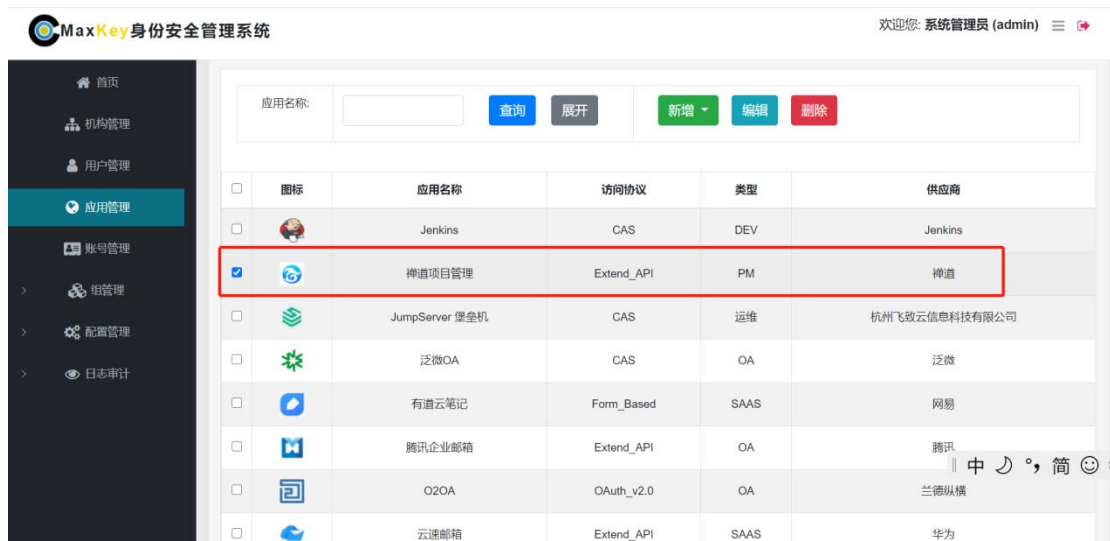 MaxKey身份安全管理系统
欢迎您: 系统管理员 (admin)
首页
机构管理
用户管理
应用管理
账号管理
组管理
配置管理
日志审计
应用名称: 查询 展开 新增 编辑 删除
图标 应用名称 访问协议 类型 供应商
Jenkins CAS DEV Jenkins
禅道项目管理 Extend_API PM 禅道
JumpServer 堡垒机 CAS 运维 杭州飞致云信息科技有限公司
泛微OA CAS OA 泛微
有道云笔记 Form_Based SAAS 网易
腾讯企业邮箱 Extend_API OA 腾讯
中 简
O2OA OAuth_v2.0 OA 兰德纵横
云速邮箱 Extend_API SAAS 华为